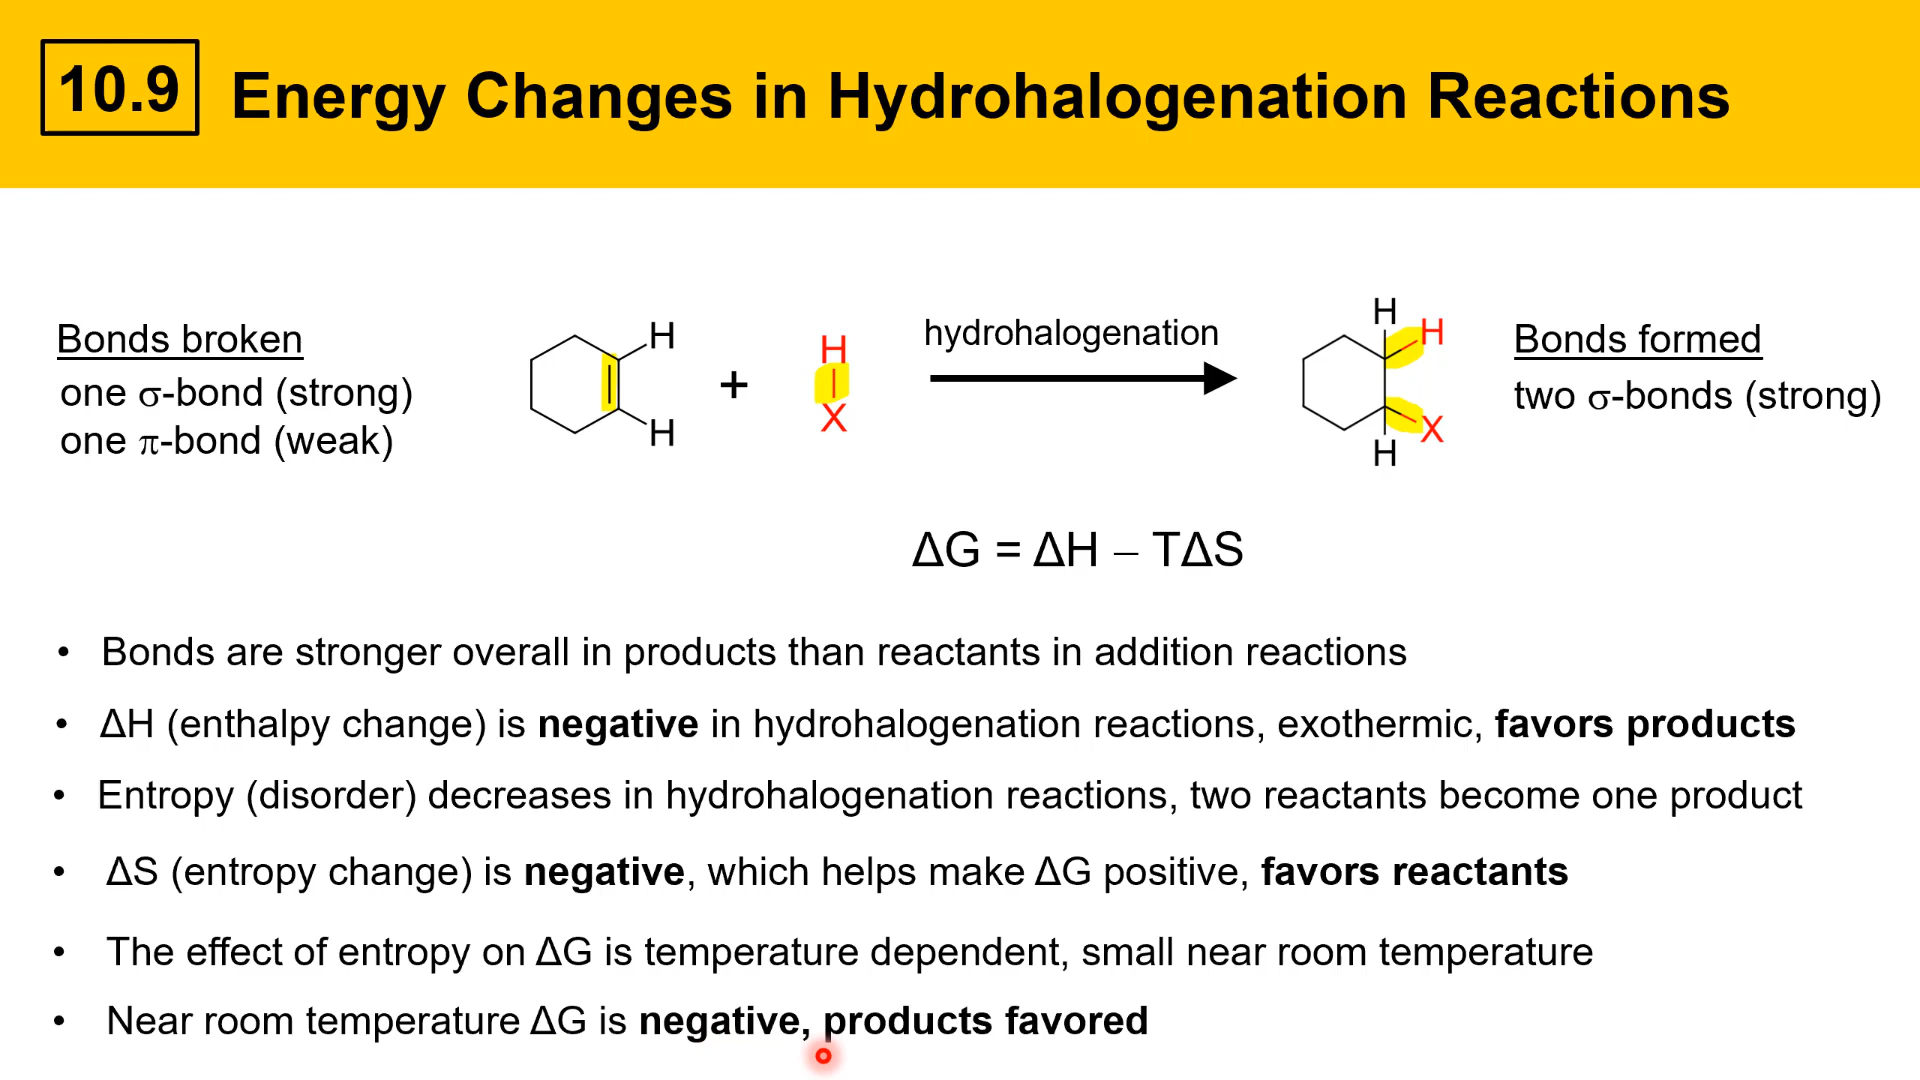 10.9 Energy Changes in Hydrohalogenation Reactions
Bonds broken
one σ-bond (strong)
one π-bond (weak)
H
H
+
H
X
hydrohalogenation
H
H
X
H
Bonds formed
two σ-bonds (strong)
ΔG = ΔH – TΔS
• Bonds are stronger overall in products than reactants in addition reactions
• ΔH (enthalpy change) is negative in hydrohalogenation reactions, exothermic, favors products
• Entropy (disorder) decreases in hydrohalogenation reactions, two reactants become one product
• ΔS (entropy change) is negative, which helps make ΔG positive, favors reactants
• The effect of entropy on ΔG is temperature dependent, small near room temperature
• Near room temperature ΔG is negative, products favored